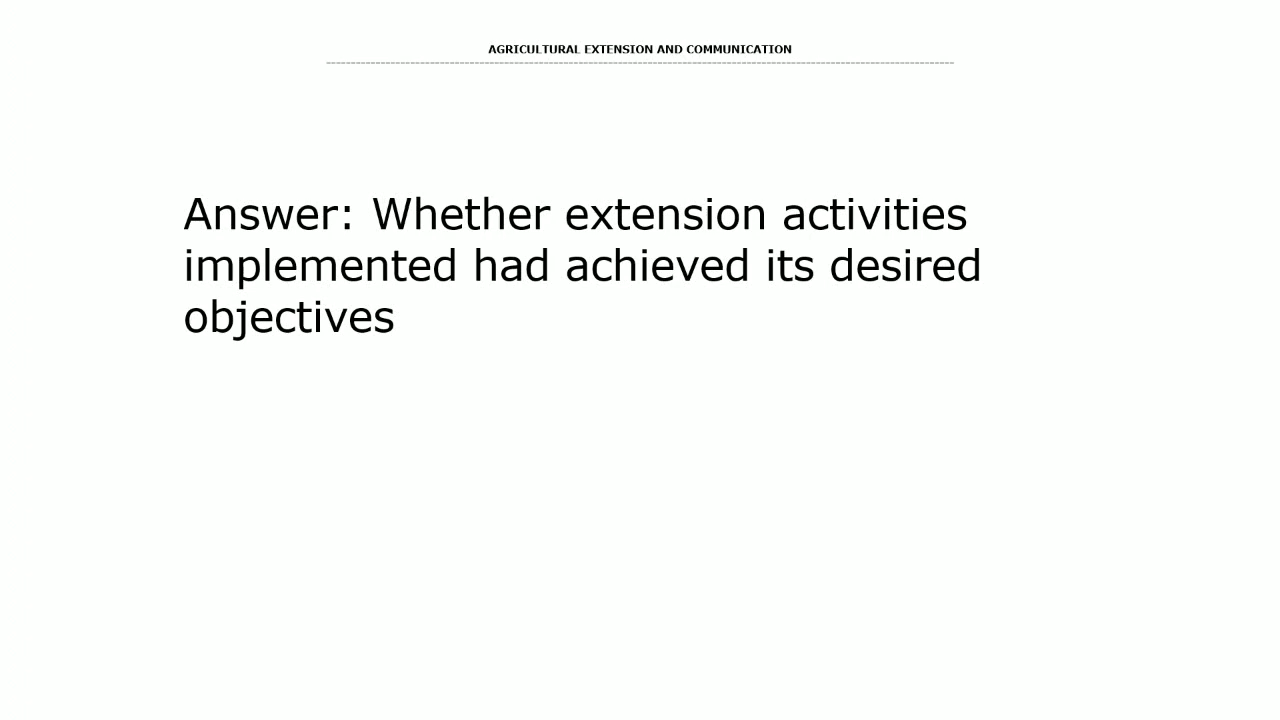 AGRICULTURAL EXTENSION AND COMMUNICATION
Answer: Whether extension activities
implemented had achieved its desired
objectives